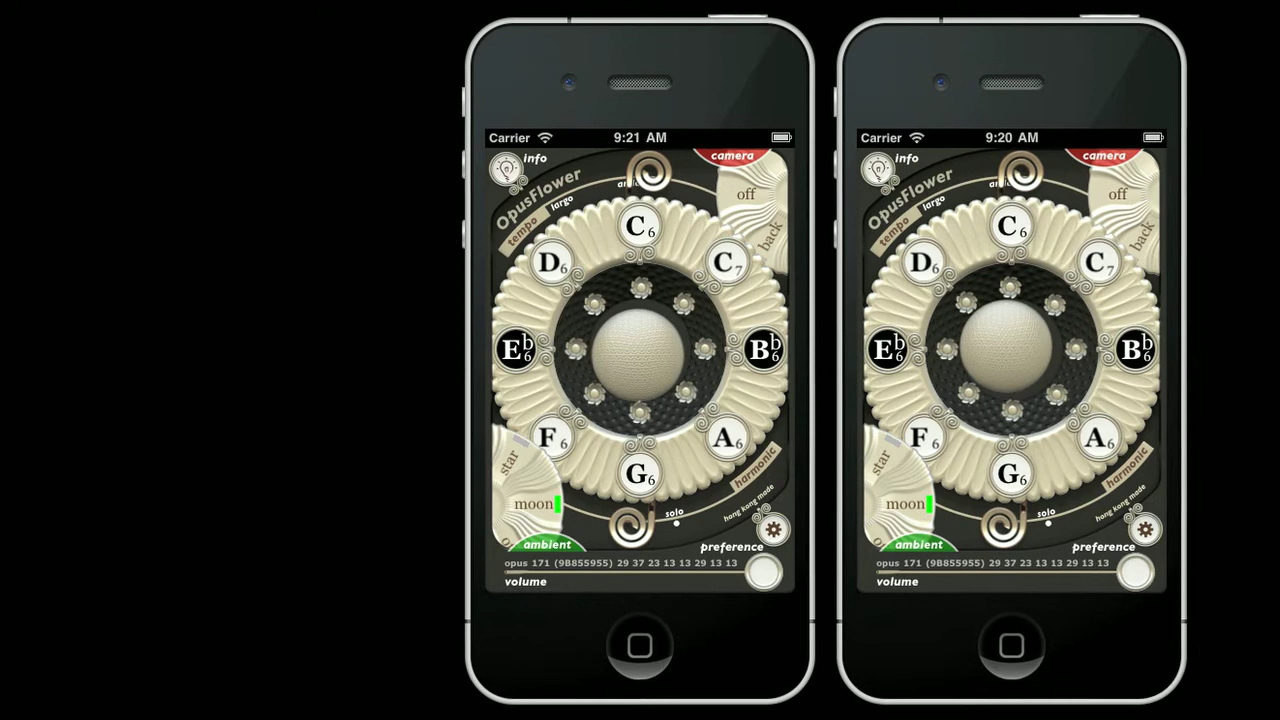 Carrier 9:21 AM
info
camera
OpusFlower
off
back
tempo
largo
C6
D6
C7
Eb6
Bb6
F6
A6
G6
star
moon
harmonic
solo
hong kong made
ambient
preference
opus 171 (9B855955) 29 37 23 13 13 29 13 13
volume
Carrier 9:20 AM
info
camera
OpusFlower
off
back
tempo
largo
C6
D6
C7
Eb6
Bb6
F6
A6
G6
star
moon
harmonic
solo
hong kong made
ambient
preference
opus 171 (9B855955) 29 37 23 13 13 29 13 13
volume